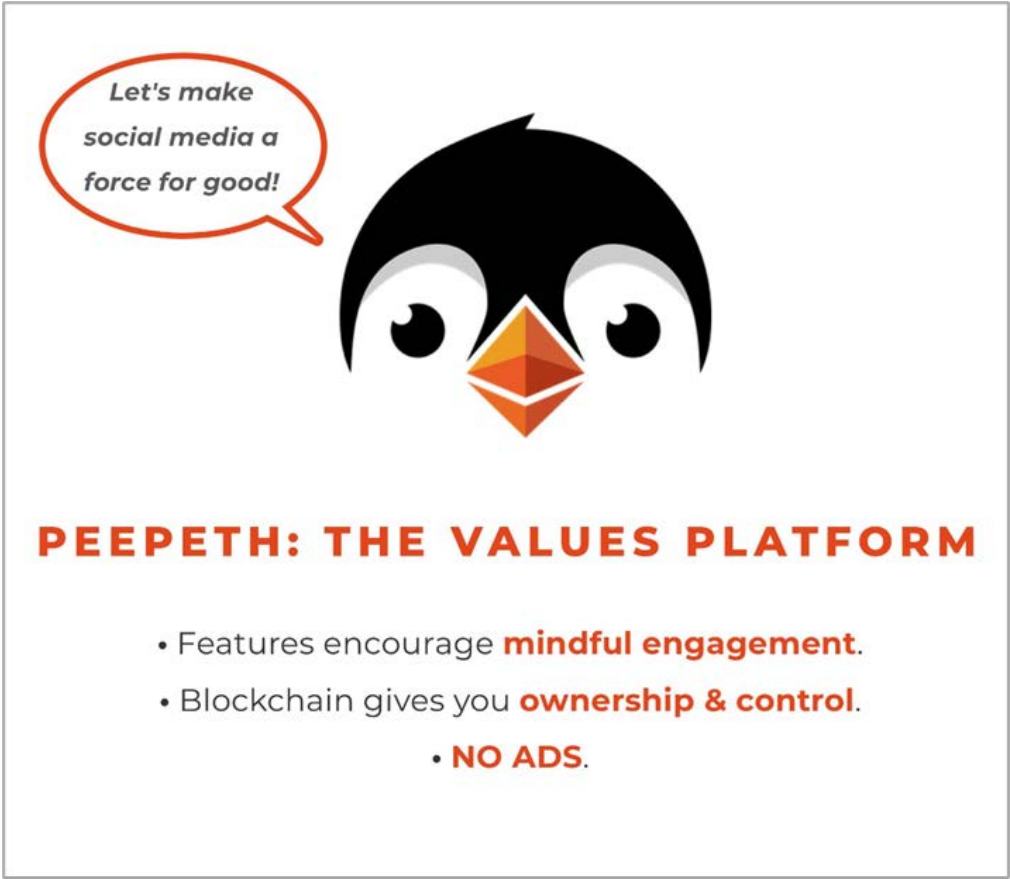 Let's make
social media a
force for good!
PEEPETH: THE VALUES PLATFORM
• Features encourage mindful engagement.
• Blockchain gives you ownership & control.
• NO ADS.